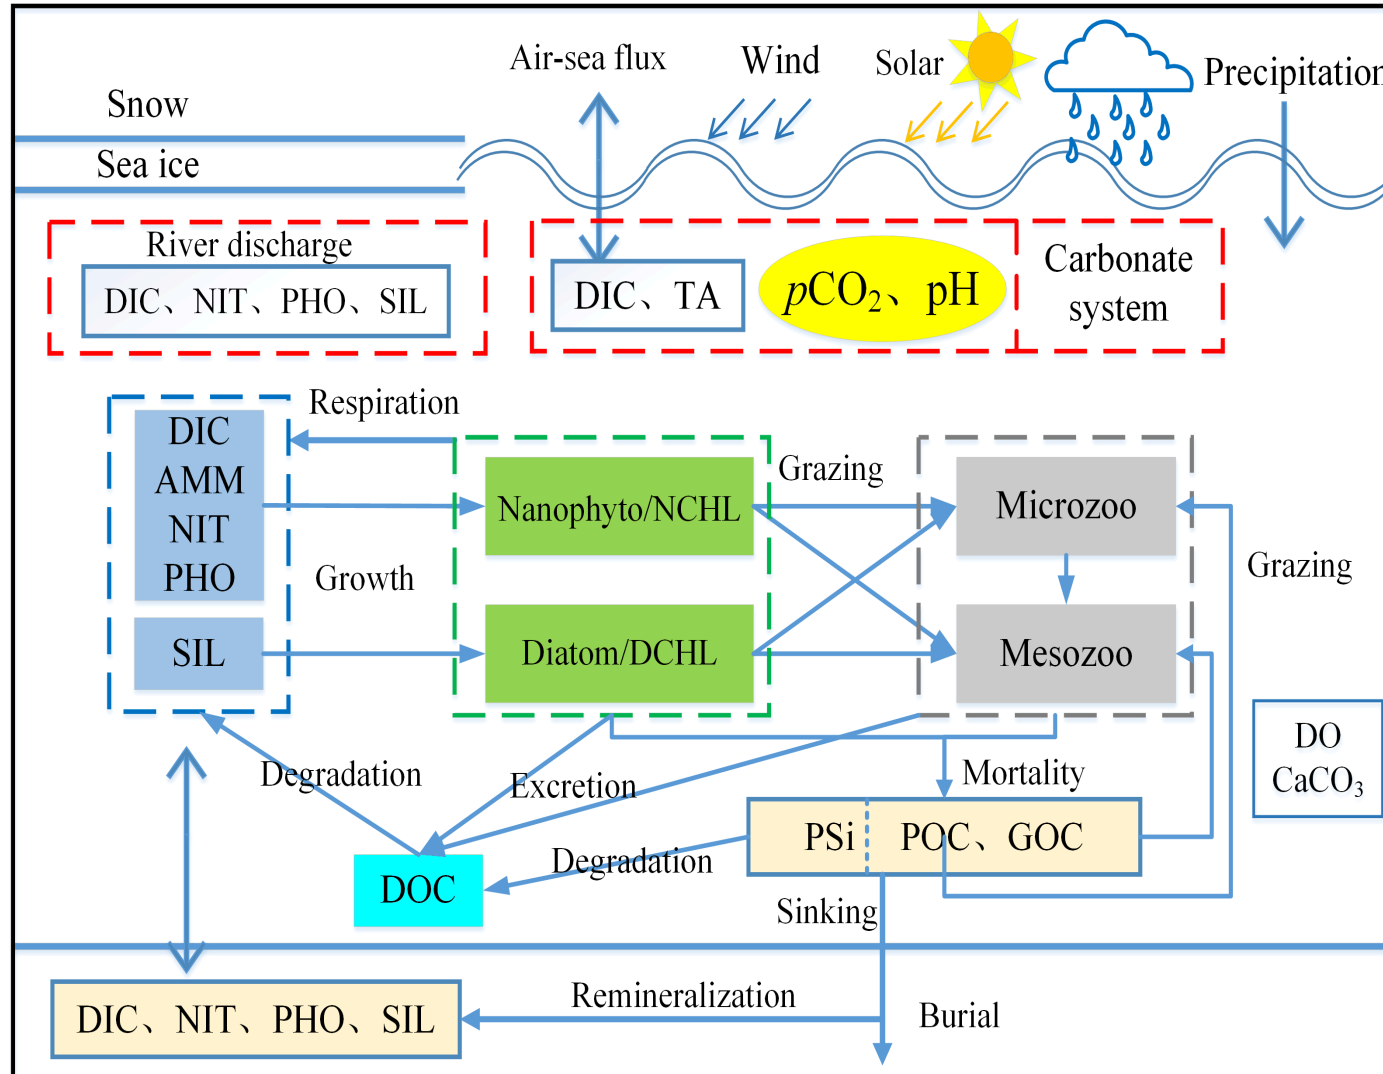 Air-sea flux
Wind
Solar
Precipitation
Snow
Sea ice
River discharge
DIC、NIT、PHO、SIL
DIC、TA
pCO₂、pH
Carbonate
system
Respiration
DIC
AMM
NIT
PHO
SIL
Growth
Nanophyto/NCHL
Diatom/DCHL
Grazing
Microzoo
Mesozoo
Grazing
DO
CaCO₃
Degradation
Excretion
Mortality
PSi
POC、GOC
Degradation
DOC
Sinking
DIC、NIT、PHO、SIL
Remineralization
Burial